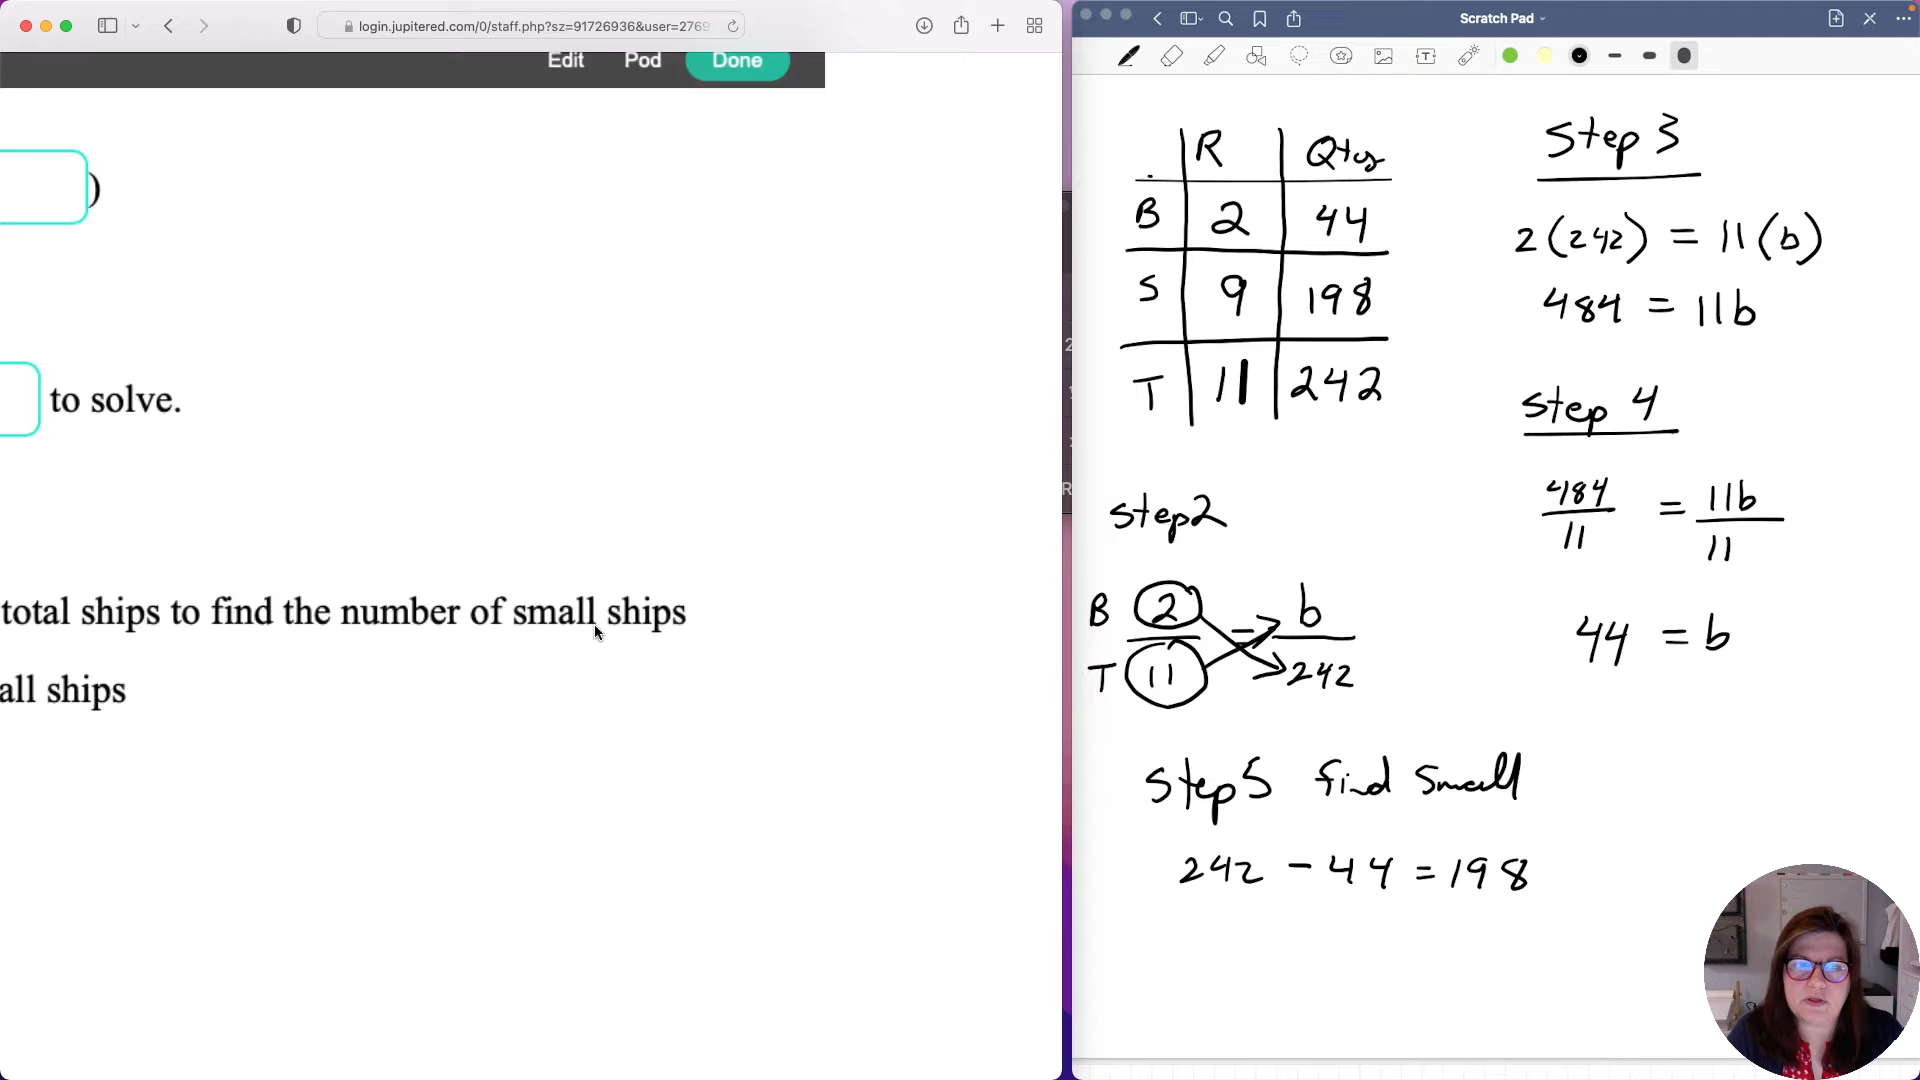 login.jupitered.com/0/staff.php?sz=91726936&user=2769
Edit Pod Done
)
to solve.
total ships to find the number of small ships
all ships
Scratch Pad
R Qty
B 2 44
S 9 198
T 11 242
Step2
B 2 = b
T 11 242
Step 3
2(242) = 11(b)
484 = 11b
Step 4
484 = 11b
11 11
44 = b
Step5 find small
242 - 44 = 198